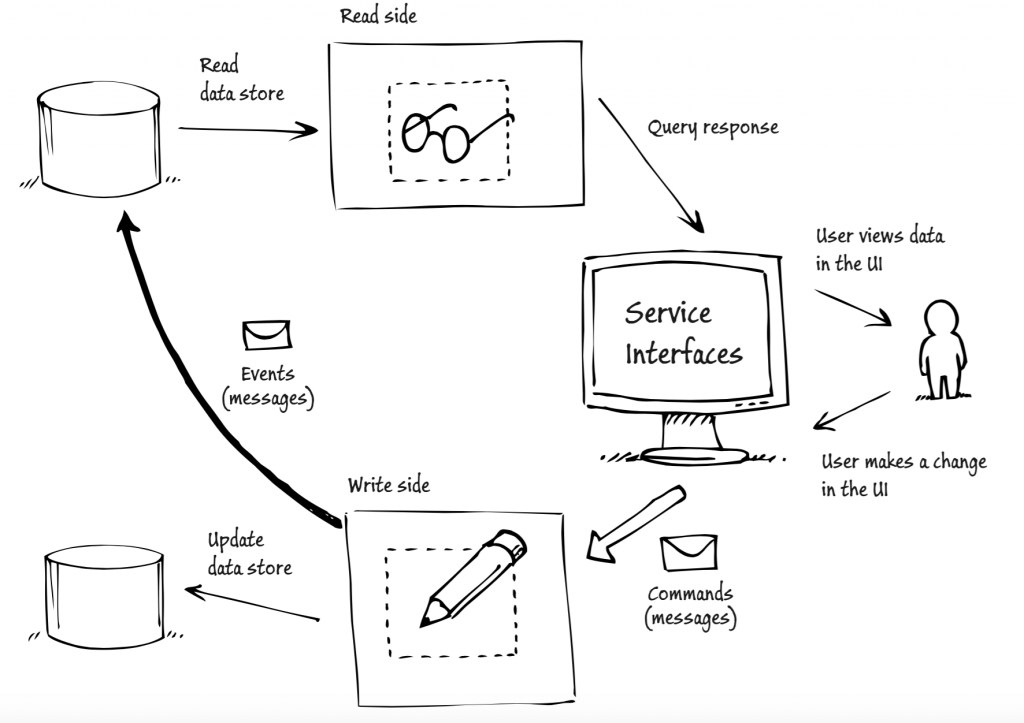 Read side
Read
data store
Query response
User views data
in the UI
Service
Interfaces
Events
(messages)
User makes a change
in the UI
Write side
Update
data store
Commands
(messages)